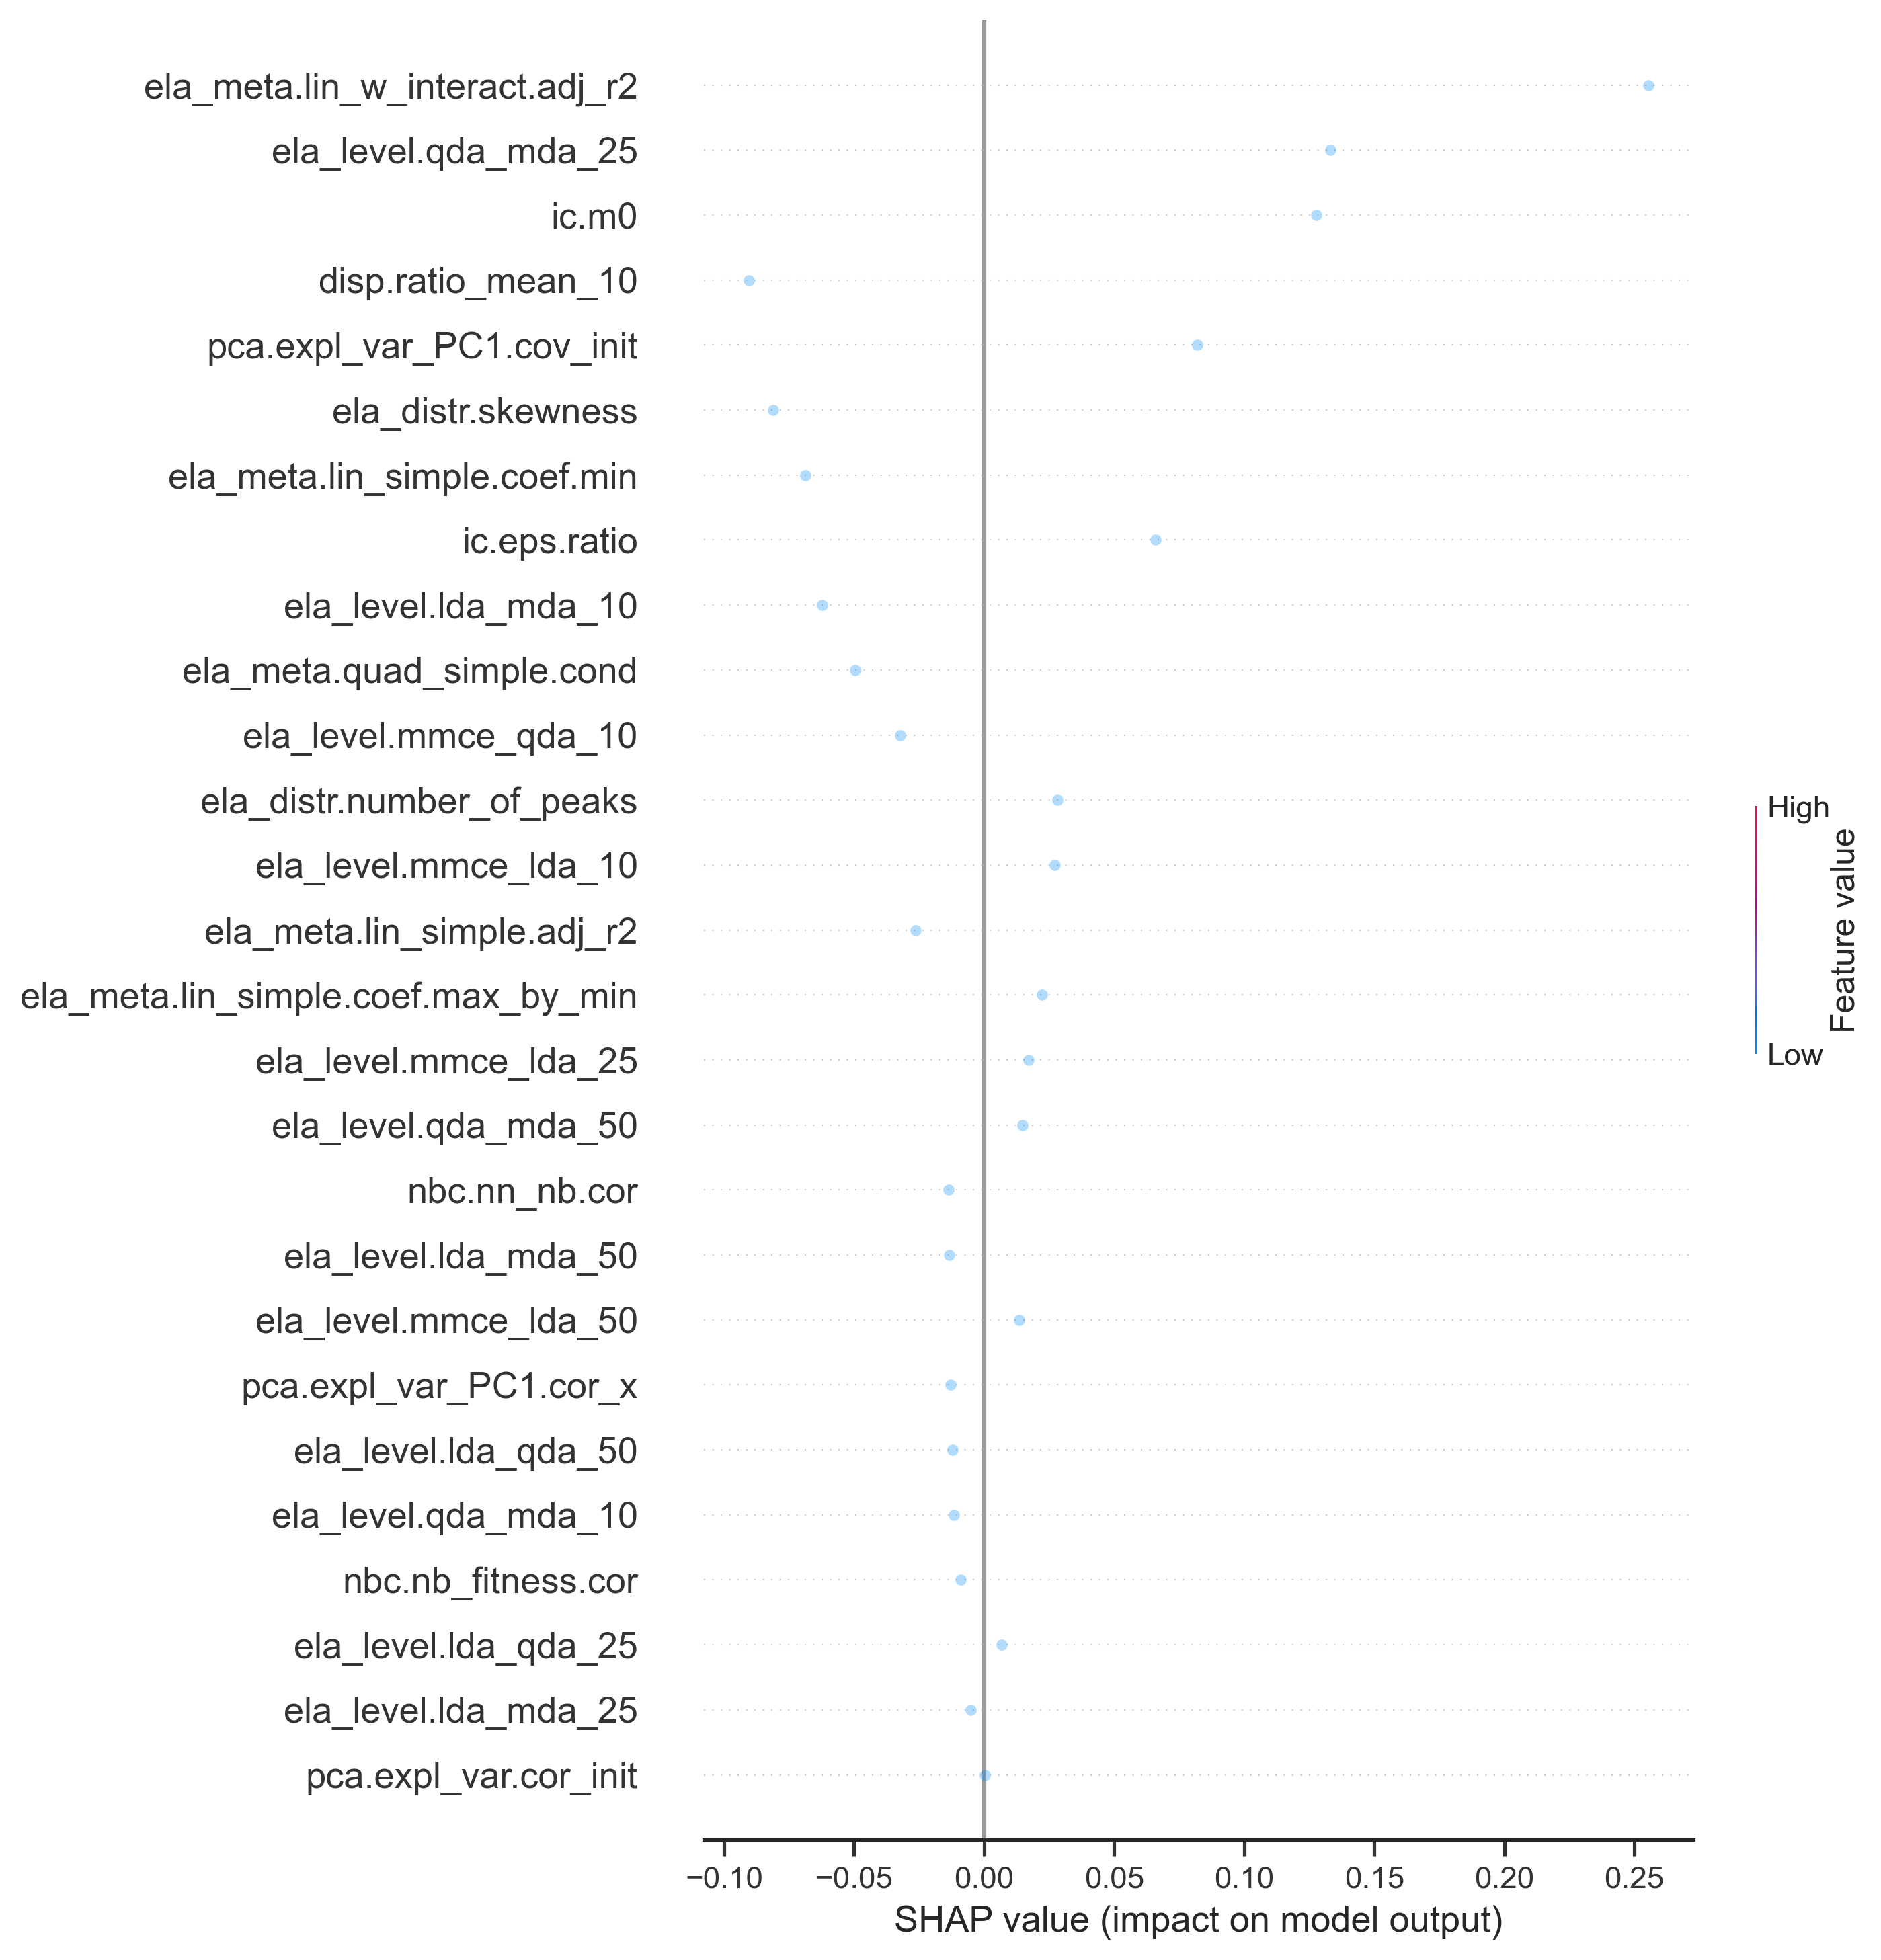 ela_meta.lin_w_interact.adj_r2
ela_level.qda_mda_25
ic.m0
disp.ratio_mean_10
pca.expl_var_PC1.cov_init
ela_distr.skewness
ela_meta.lin_simple.coef.min
ic.eps.ratio
ela_level.lda_mda_10
ela_meta.quad_simple.cond
ela_level.mmce_qda_10
ela_distr.number_of_peaks
ela_level.mmce_lda_10
ela_meta.lin_simple.adj_r2
ela_meta.lin_simple.coef.max_by_min
ela_level.mmce_lda_25
ela_level.qda_mda_50
nbc.nn_nb.cor
ela_level.lda_mda_50
ela_level.mmce_lda_50
pca.expl_var_PC1.cor_x
ela_level.lda_qda_50
ela_level.qda_mda_10
nbc.nb_fitness.cor
ela_level.lda_qda_25
ela_level.lda_mda_25
pca.expl_var.cor_init
−0.10 −0.05 0.00 0.05 0.10 0.15 0.20 0.25
SHAP value (impact on model output)
High
Feature value
Low